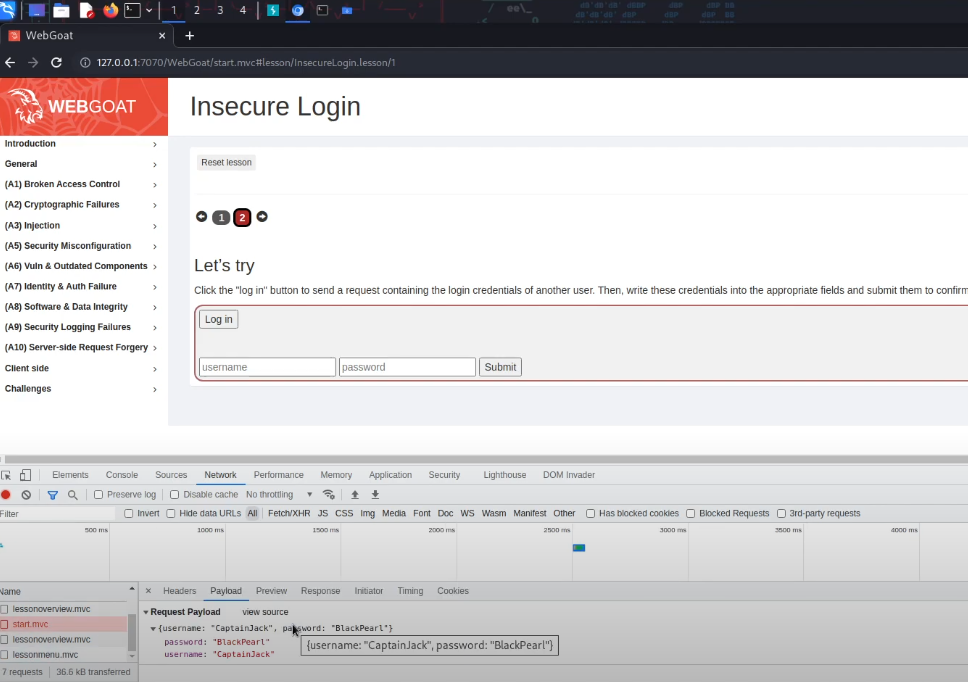 1 2 3 4
WebGoat × +
127.0.0.1:7070/WebGoat/start.mvc#lesson/InsecureLogin.lesson/1
WEBGOAT
Insecure Login
Introduction
General
(A1) Broken Access Control
(A2) Cryptographic Failures
(A3) Injection
(A5) Security Misconfiguration
(A6) Vuln & Outdated Components
(A7) Identity & Auth Failure
(A8) Software & Data Integrity
(A9) Security Logging Failures
(A10) Server-side Request Forgery
Client side
Challenges
Reset lesson
1 2
Let's try
Click the "log in" button to send a request containing the login credentials of another user. Then, write these credentials into the appropriate fields and submit them to confirm
Log in
username password Submit
Elements Console Sources Network Performance Memory Application Security Lighthouse DOM Invader
Preserve log Disable cache No throttling
Filter Invert Hide data URLs All Fetch/XHR JS CSS Img Media Font Doc WS Wasm Manifest Other Has blocked cookies Blocked Requests 3rd-party requests
500 ms 1000 ms 1500 ms 2000 ms 2500 ms 3000 ms 3500 ms 4000 ms
Name
lessonoverview.mvc
start.mvc
lessonoverview.mvc
lessonmenu.mvc
7 requests 36.6 kB transferred
× Headers Payload Preview Response Initiator Timing Cookies
Request Payload view source
{username: "CaptainJack", password: "BlackPearl"}
password: "BlackPearl"
username: "CaptainJack"
{username: "CaptainJack", password: "BlackPearl"}